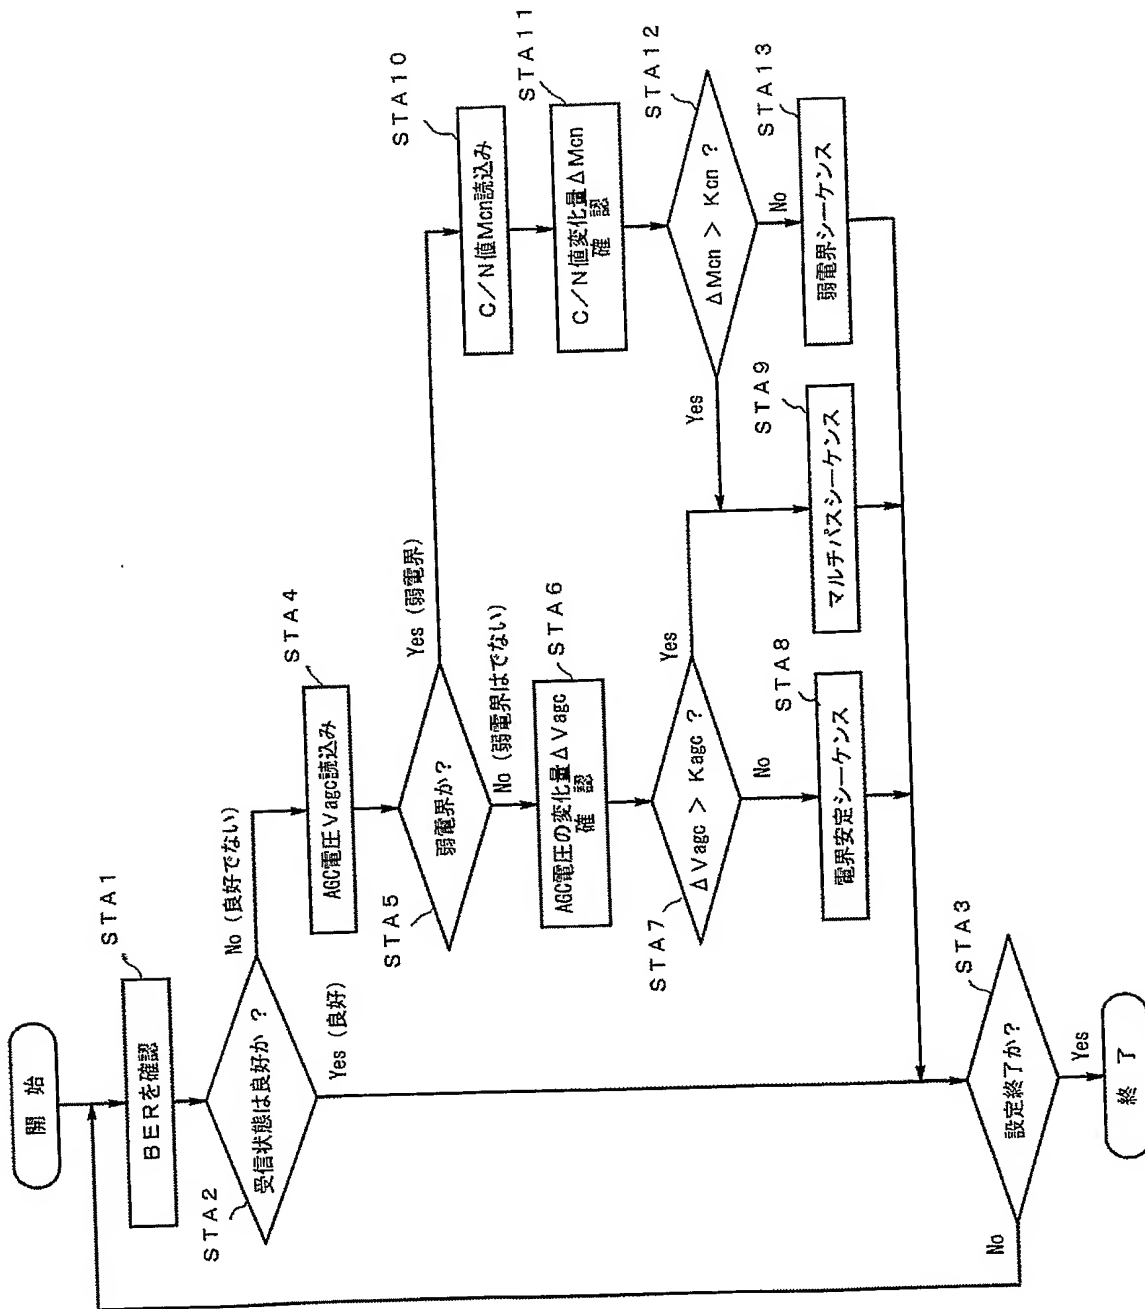 開 始
STA1
BERを確認
STA2
受信状態は良好か ?
No (良好でない)
Yes (良好)
STA4
AGC電圧Vagc読込み
STA5
弱電界か ?
Yes (弱電界)
No (弱電界はでない)
STA6
AGC電圧の変化量ΔVagc
確 認
STA7
ΔVagc > Kagc ?
Yes
No
STA8
電界安定シーケンス
STA9
マルチパスシーケンス
STA10
C/N値Mcn読込み
STA11
C/N値変化量ΔMcn
確 認
STA12
ΔMcn > Kcn ?
Yes
No
STA13
弱電界シーケンス
STA3
設定終了か?
No
Yes
終 了